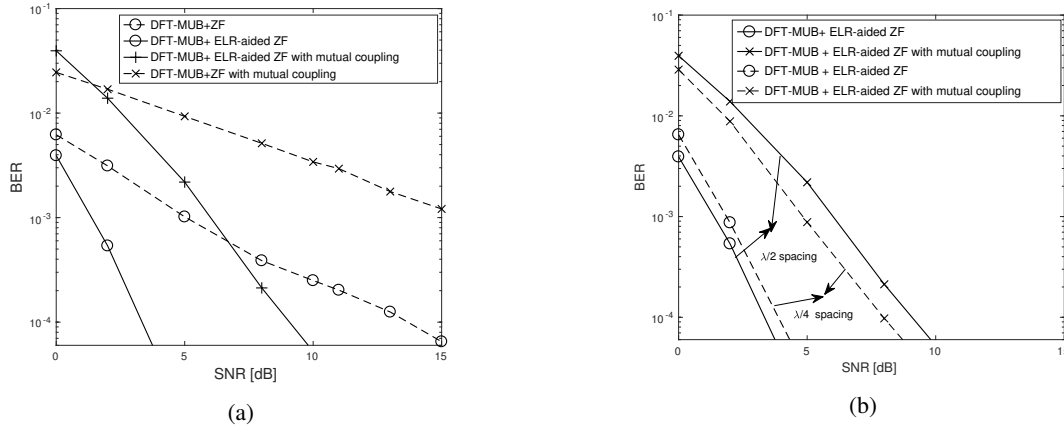 DFT-MUB+ZF
DFT-MUB+ ELR-aided ZF
DFT-MUB+ ELR-aided ZF with mutual coupling
DFT-MUB+ZF with mutual coupling
10^-1
10^-2
10^-3
10^-4
BER
0
5
10
15
SNR [dB]
(a)
DFT-MUB+ ELR-aided ZF
DFT-MUB+ ELR-aided ZF with mutual coupling
DFT-MUB + ELR-aided ZF
DFT-MUB + ELR-aided ZF with mutual coupling
10^-1
10^-2
10^-3
10^-4
BER
λ/2 spacing
λ/4 spacing
0
5
10
15
SNR [dB]
(b)